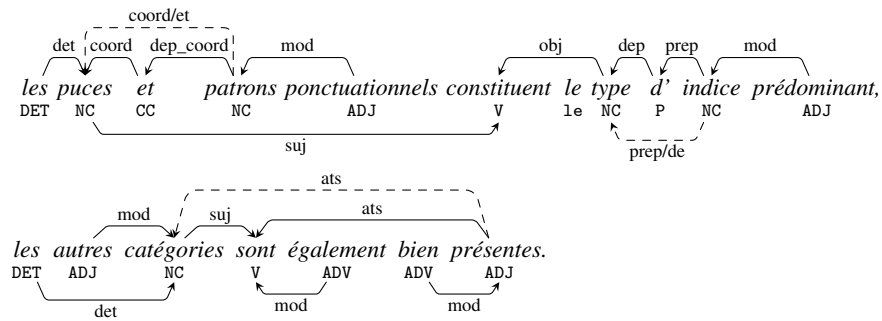 coord/et
det coord dep_coord mod obj dep prep mod
les puces et patrons ponctuationnels constituent le type d’ indice prédominant,
DET NC CC NC ADJ V le NC P NC ADJ
suj prep/de
ats
mod suj ats
les autres catégories sont également bien présentes.
DET ADJ NC V ADV ADV ADJ
det mod mod